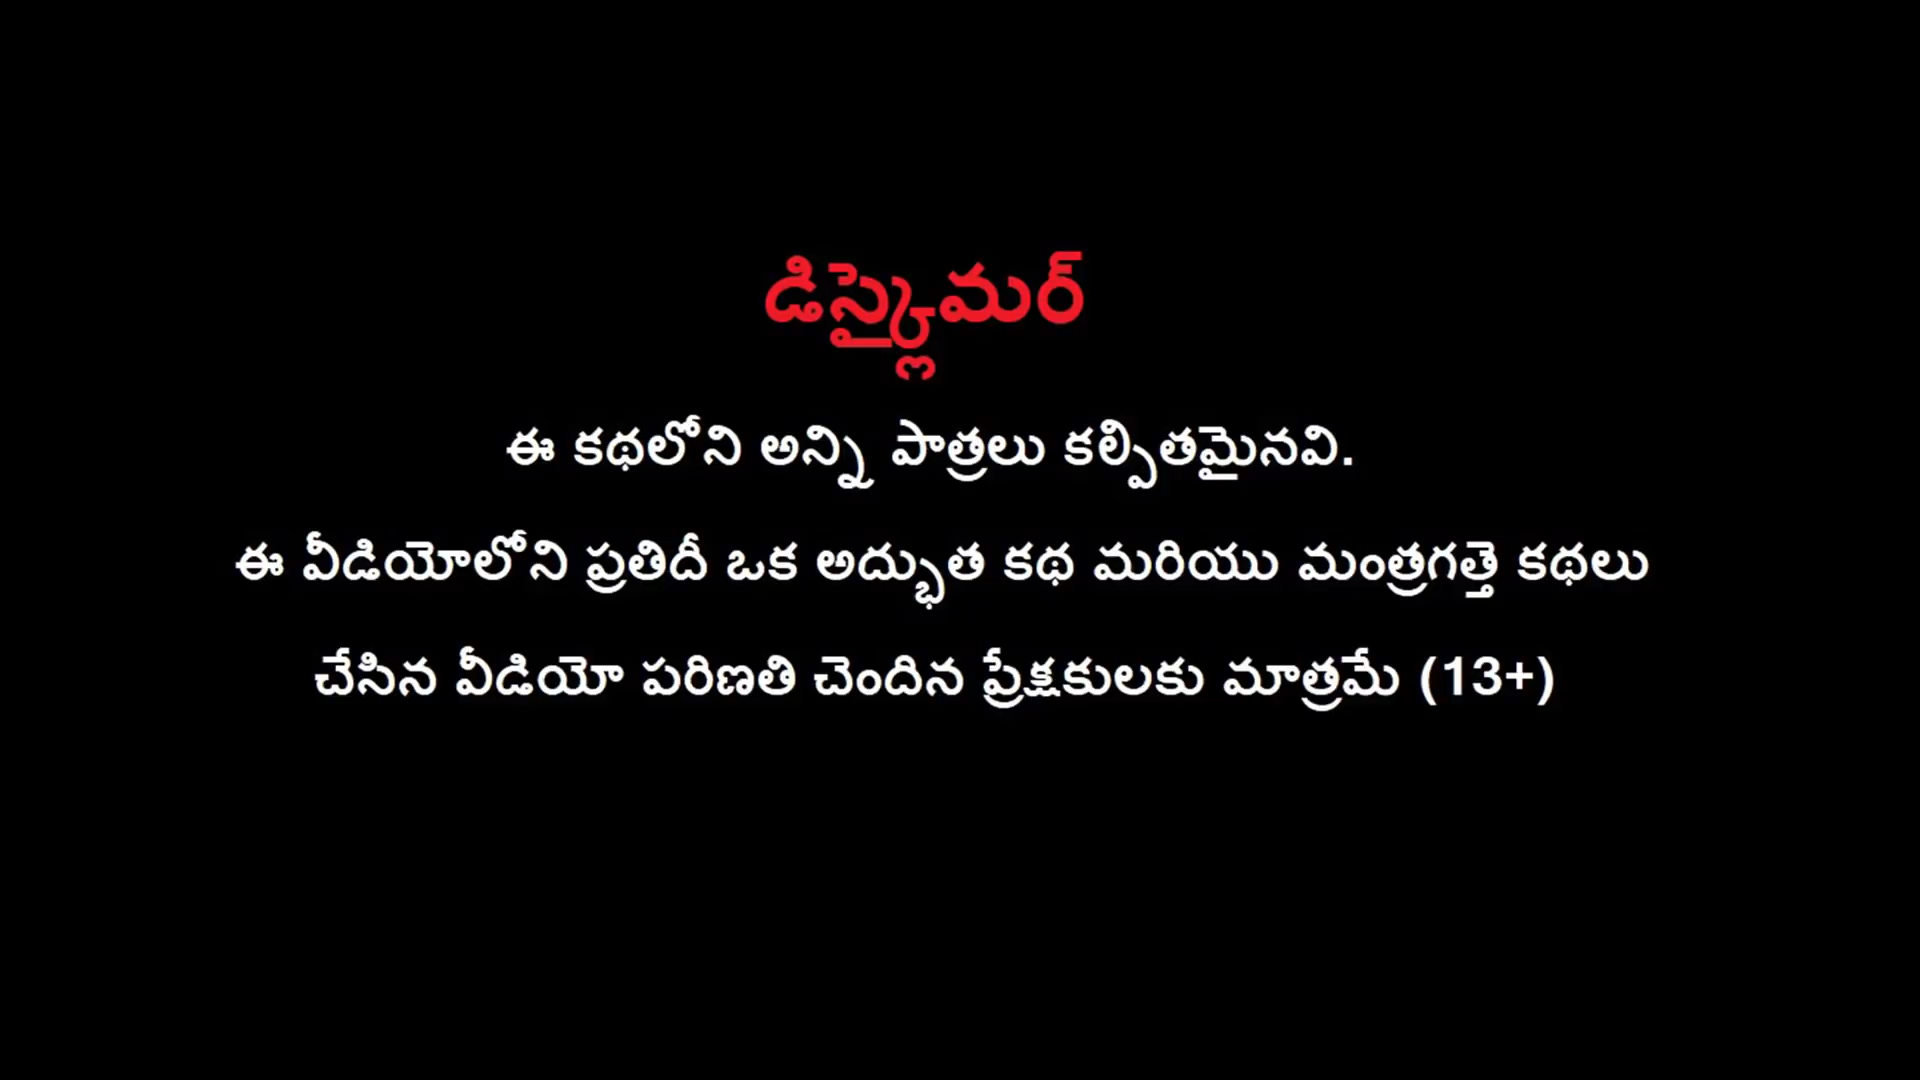 డిస్క్లైమర్
ఈ కథలోని అన్ని పాత్రలు కల్పితమైనవి.
ఈ వీడియోలోని ప్రతిదీ ఒక అద్భుత కథ మరియు మంత్రగత్తె కథలు
చేసిన వీడియో పరిణతి చెందిన ప్రేక్షకులకు మాత్రమే (13+)